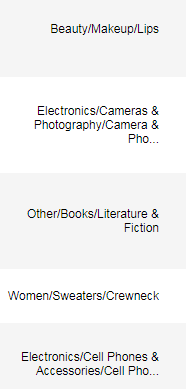 Beauty/Makeup/Lips
Electronics/Cameras &
Photography/Camera &
Pho...
Other/Books/Literature &
Fiction
Women/Sweaters/Crewneck
Electronics/Cell Phones &
Accessories/Cell Pho...